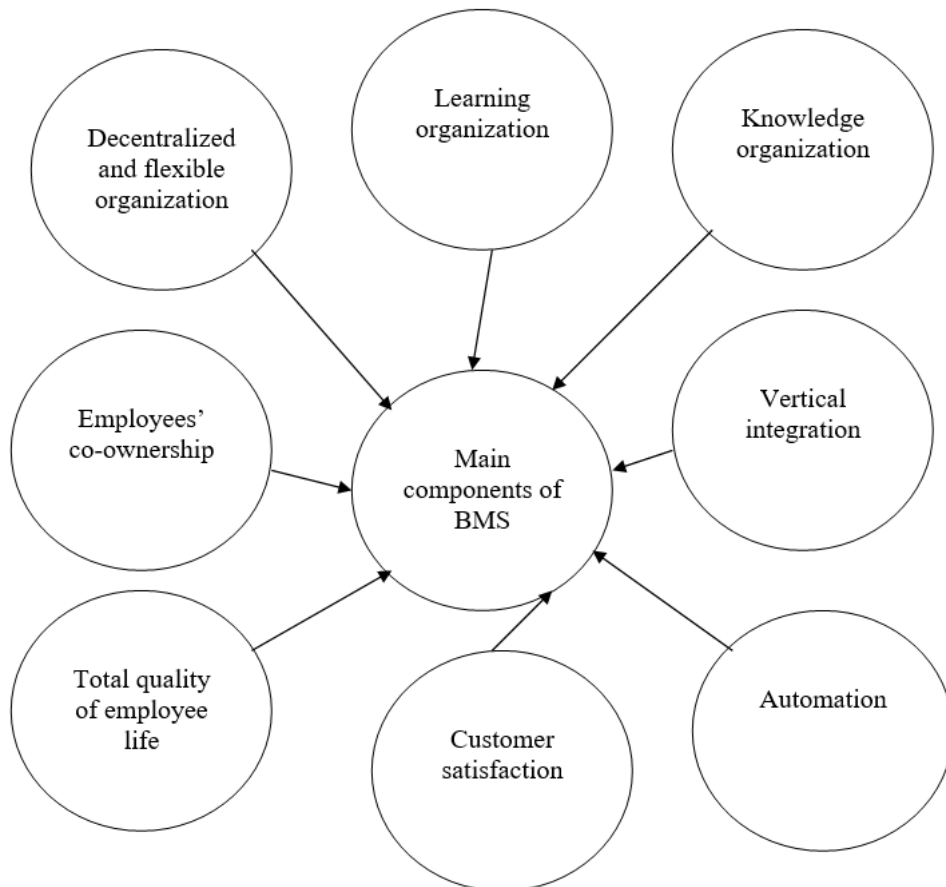 Learning
organization
Decentralized
and flexible
organization
Knowledge
organization
Employees’
co-ownership
Main
components of
BMS
Vertical
integration
Total quality
of employee
life
Customer
satisfaction
Automation